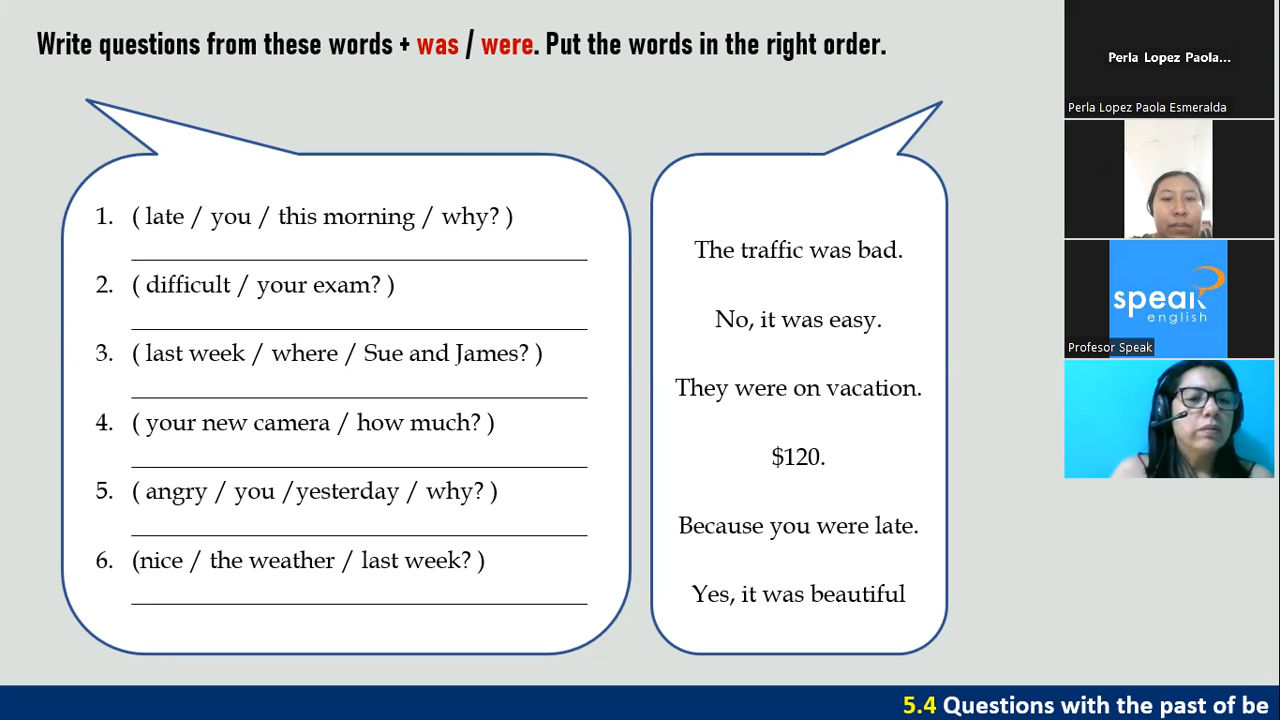 Write questions from these words + was / were. Put the words in the right order.
1. ( late / you / this morning / why? )
2. ( difficult / your exam? )
3. ( last week / where / Sue and James? )
4. ( your new camera / how much? )
5. ( angry / you /yesterday / why? )
6. (nice / the weather / last week? )
The traffic was bad.
No, it was easy.
They were on vacation.
$120.
Because you were late.
Yes, it was beautiful
5.4 Questions with the past of be
Perla Lopez Paola...
Perla Lopez Paola Esmeralda
speak
english
Profesor Speak